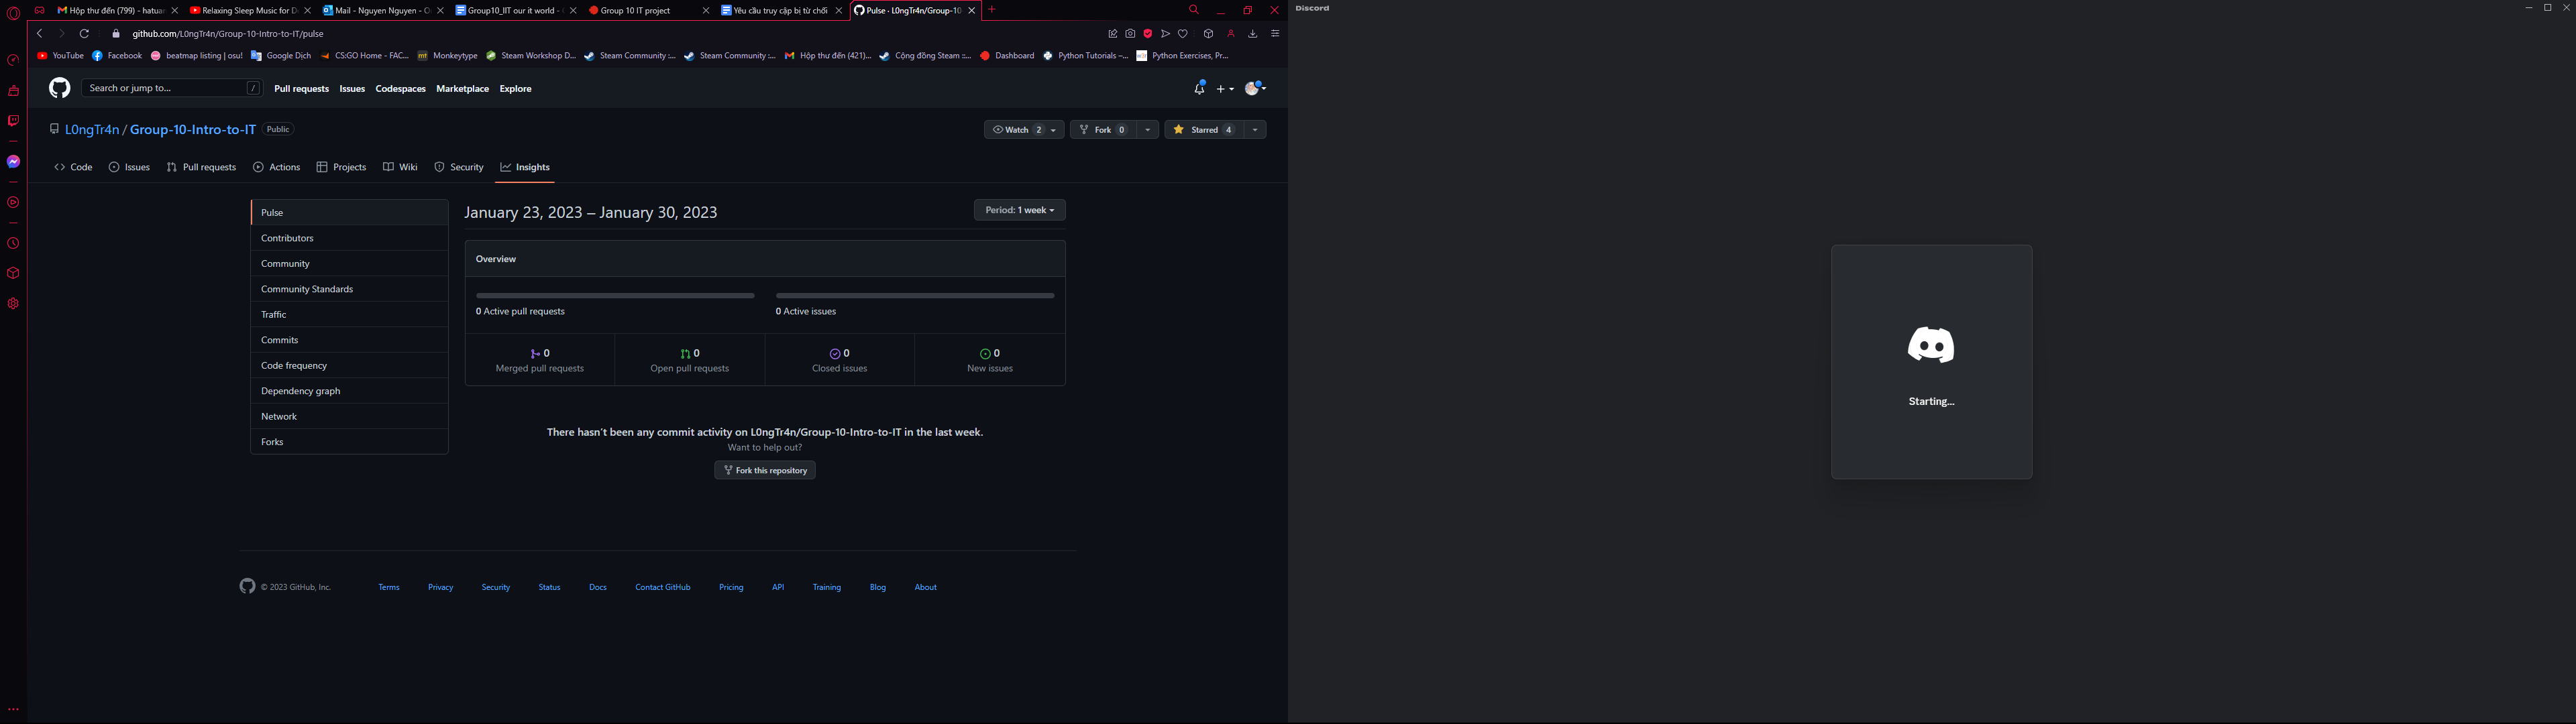 Hộp thư đến (799) - hatuan
Relaxing Sleep Music for De
Mail - Nguyen Nguyen - Ou
Group10_IIT our it world - G
Group 10 IT project
Yêu cầu truy cập bị từ chối
Pulse · L0ngTr4n/Group-10-
github.com/L0ngTr4n/Group-10-Intro-to-IT/pulse
YouTube
Facebook
beatmap listing | osu!
Google Dịch
CS:GO Home - FAC...
mt Monkeytype
Steam Workshop D...
Steam Community :...
Steam Community :...
Hộp thư đến (421)...
Cộng đồng Steam ::...
Dashboard
Python Tutorials –...
Python Exercises, Pr...
Search or jump to... /
Pull requests
Issues
Codespaces
Marketplace
Explore
L0ngTr4n / Group-10-Intro-to-IT Public
Watch 2
Fork 0
Starred 4
Code
Issues
Pull requests
Actions
Projects
Wiki
Security
Insights
Pulse
Contributors
Community
Community Standards
Traffic
Commits
Code frequency
Dependency graph
Network
Forks
January 23, 2023 – January 30, 2023
Period: 1 week
Overview
0 Active pull requests
0 Active issues
0
Merged pull requests
0
Open pull requests
0
Closed issues
0
New issues
There hasn't been any commit activity on L0ngTr4n/Group-10-Intro-to-IT in the last week.
Want to help out?
Fork this repository
© 2023 GitHub, Inc.
Terms
Privacy
Security
Status
Docs
Contact GitHub
Pricing
API
Training
Blog
About
Discord
Starting...